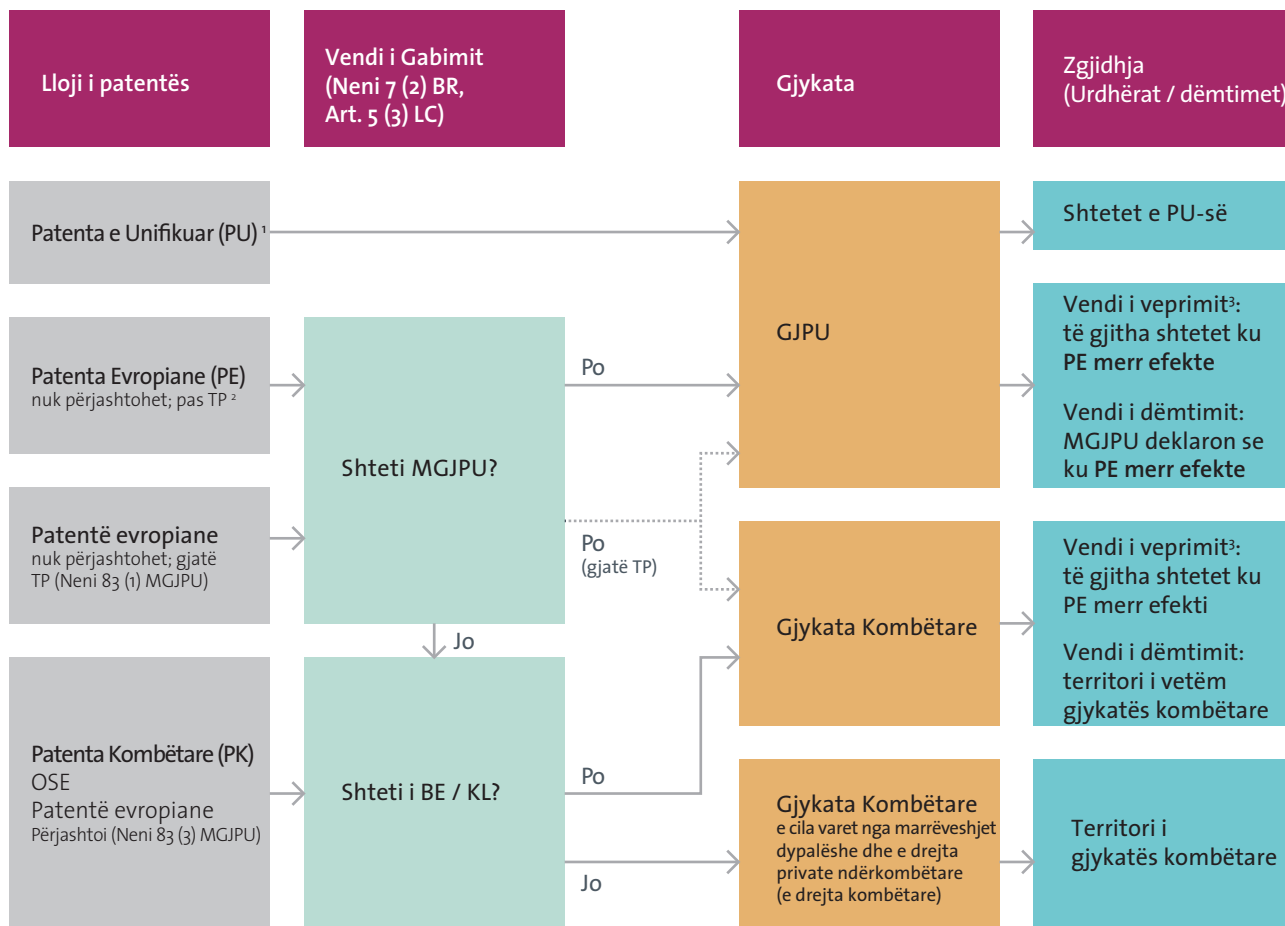 Lloji i patentës
Vendi i Gabimit
(Neni 7 (2) BR,
Art. 5 (3) LC)
Gjykata
Zgjidhja
(Urdhërat / dëmtimet)
Patenta e Unifikuar (PU) ¹
Patenta Evropiane (PE)
nuk përjashtohet; pas TP ²
Patentë evropiane
nuk përjashtohet; gjatë
TP (Neni 83 (1) MGJPU)
Patenta Kombëtare (PK)
OSE
Patentë evropiane
Përjashtoi (Neni 83 (3) MGJPU)
Shteti MGJPU?
Po
Po
(gjatë TP)
Jo
Shteti i BE / KL?
Po
Jo
GJPU
Gjykata Kombëtare
Gjykata Kombëtare
e cila varet nga marrëveshjet
dypalëshe dhe e drejta
private ndërkombëtare
(e drejta kombëtare)
Shtetet e PU-së
Vendi i veprimit³:
të gjitha shtetet ku
PE merr efekte
Vendi i dëmtimit:
MGJPU deklaron se
ku PE merr efekte
Vendi i veprimit³:
të gjitha shtetet ku
PE merr efekti
Vendi i dëmtimit:
territori i vetëm
gjykatës kombëtare
Territori i
gjykatës kombëtare